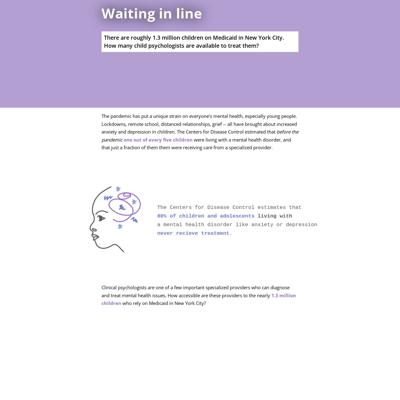 Waiting in line
There are roughly 1.3 million children on Medicaid in New York City.
How many child psychologists are available to treat them?
The pandemic has put a unique strain on everyone's mental health, especially young people.
Lockdowns, remote school, distanced relationships, grief -- all have brought about increased
anxiety and depression in children. The Centers for Disease Control estimated that before the
pandemic one out of every five children were living with a mental health disorder, and
that just a fraction of them were receiving care from a specialized provider.
The Centers for Disease Control estimates that
80% of children and adolescents living with
a mental health disorder like anxiety or depression
never recieve treatment.
Clinical psychologists are one of a few important specialized providers who can diagnose
and treat mental health issues. How accessible are these providers to the nearly 1.3 million
children who rely on Medicaid in New York City?